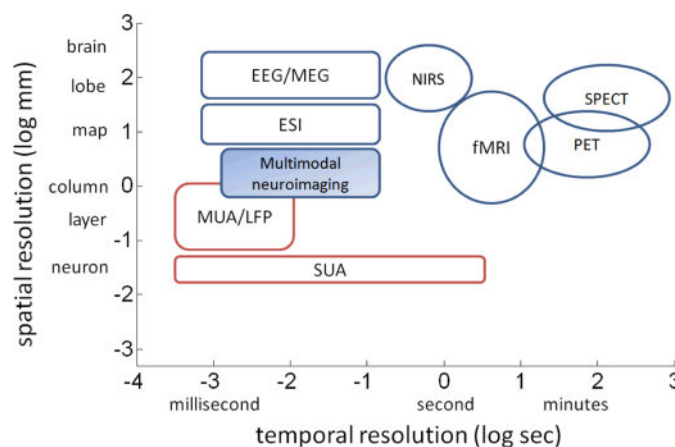 spatial resolution (log mm)
brain
lobe
map
column
layer
neuron
3
2
1
0
-1
-2
-3
EEG/MEG
NIRS
SPECT
ESI
fMRI
PET
Multimodal
neuroimaging
MUA/LFP
SUA
-4 -3 -2 -1 0 1 2 3
millisecond second minutes
temporal resolution (log sec)